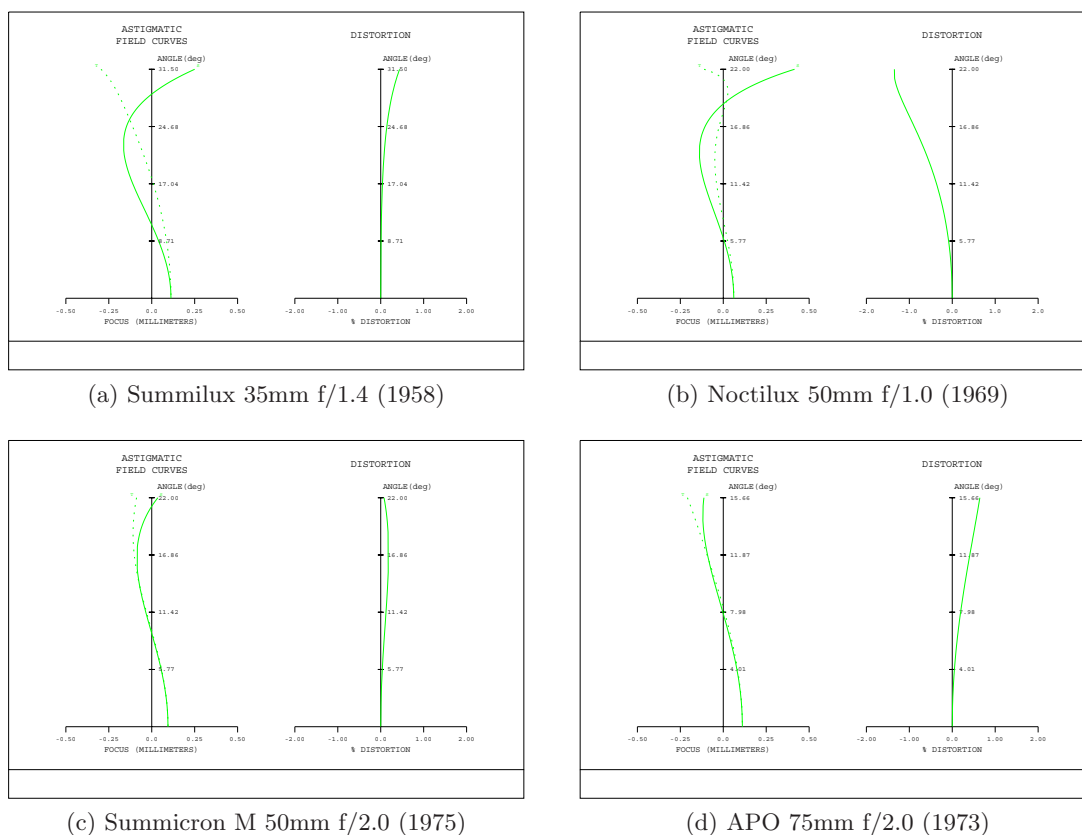 ASTIGMATIC
FIELD CURVES
ANGLE(deg)
31.50
24.68
17.04
8.71
-0.50 -0.25 0.0 0.25 0.50
FOCUS (MILLIMETERS)
DISTORTION
ANGLE(deg)
31.50
24.68
17.04
8.71
-2.00 -1.00 0.0 1.00 2.00
% DISTORTION
(a) Summilux 35mm f/1.4 (1958)
ASTIGMATIC
FIELD CURVES
ANGLE(deg)
22.00
16.86
11.42
5.77
-0.50 -0.25 0.0 0.25 0.50
FOCUS (MILLIMETERS)
DISTORTION
ANGLE(deg)
22.00
16.86
11.42
5.77
-2.00 -1.0 0.0 1.00 2.0
% DISTORTION
(b) Noctilux 50mm f/1.0 (1969)
ASTIGMATIC
FIELD CURVES
ANGLE(deg)
22.00
16.86
11.42
5.77
-0.50 -0.25 0.0 0.25 0.50
FOCUS (MILLIMETERS)
DISTORTION
ANGLE(deg)
22.00
16.86
11.42
5.77
-2.00 -1.00 0.0 1.00 2.00
% DISTORTION
(c) Summicron M 50mm f/2.0 (1975)
ASTIGMATIC
FIELD CURVES
ANGLE(deg)
15.66
11.87
7.98
4.01
-0.50 -0.25 0.0 0.25 0.50
FOCUS (MILLIMETERS)
DISTORTION
ANGLE(deg)
15.66
11.87
7.98
4.01
-2.00 -1.00 0.0 1.00 2.0
% DISTORTION
(d) APO 75mm f/2.0 (1973)